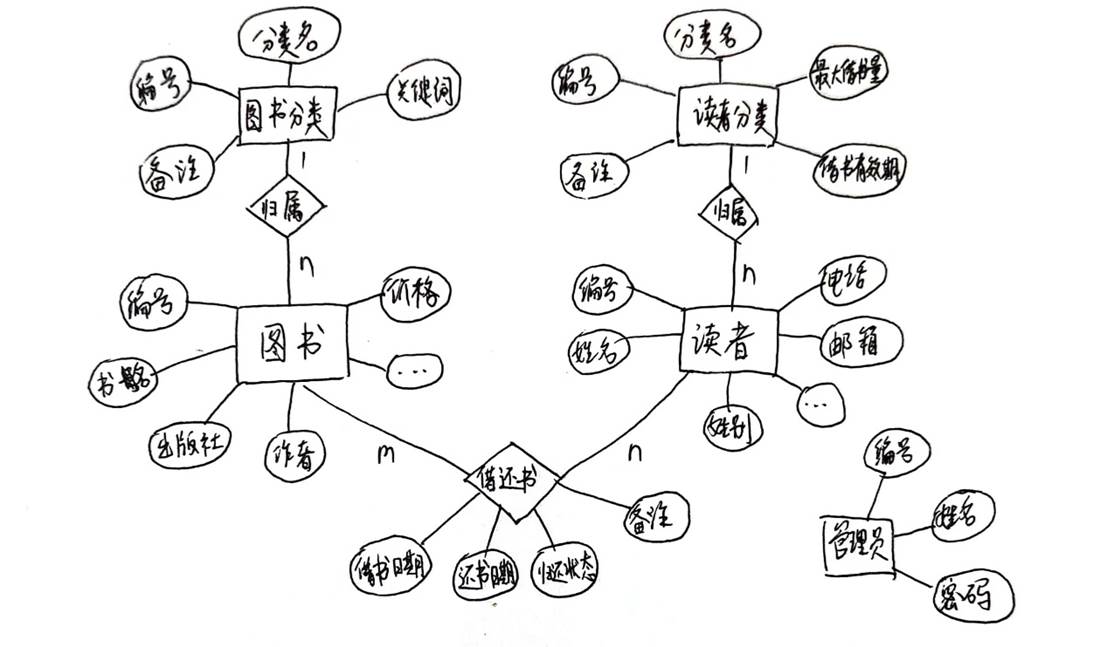 分类名
编号
关键词
图书分类
备注
1
归属
n
编号
价格
图书
书名
...
出版社
作者
m
分类名
编号
最大借书量
读者分类
备注
借书有效期
1
归属
n
编号
电话
姓名
读者
邮箱
...
性别
n
借还书
备注
借书日期
还书日期
归还状态
编号
姓名
管理员
密码